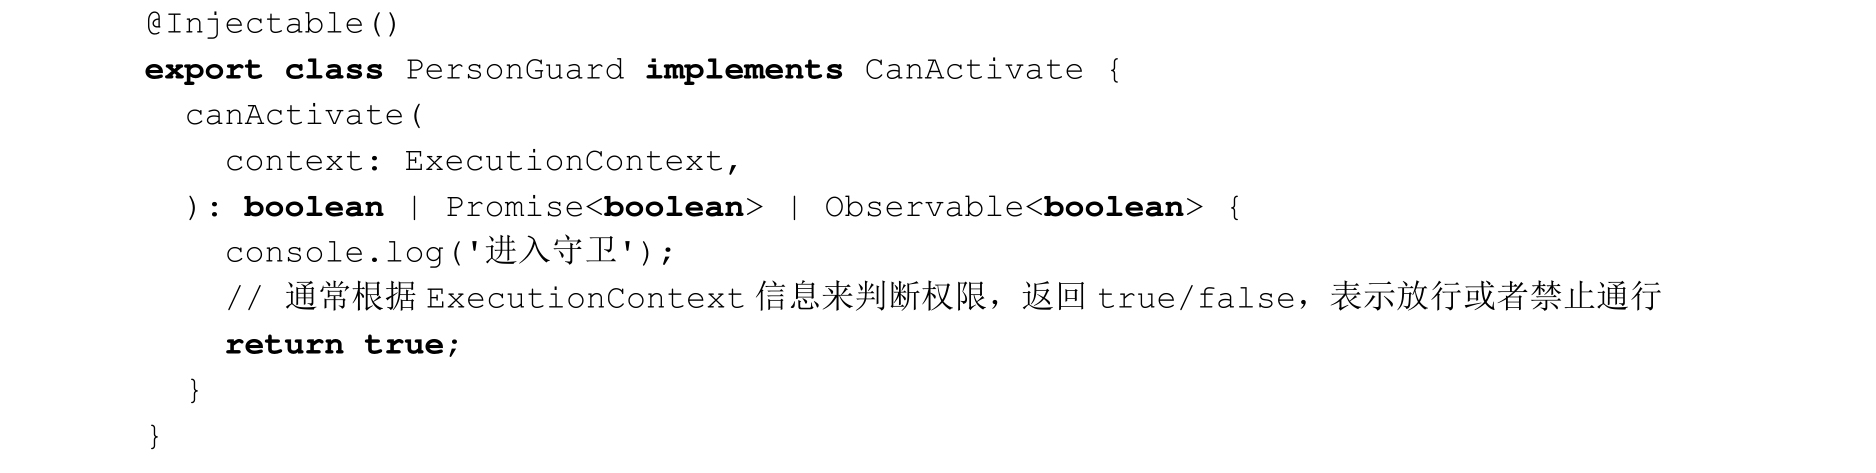 @Injectable()
export class PersonGuard implements CanActivate {
  canActivate(
    context: ExecutionContext,
  ): boolean | Promise<boolean> | Observable<boolean> {
    console.log('进入守卫');
    // 通常根据 ExecutionContext 信息来判断权限，返回 true/false，表示放行或者禁止通行
    return true;
  }
}